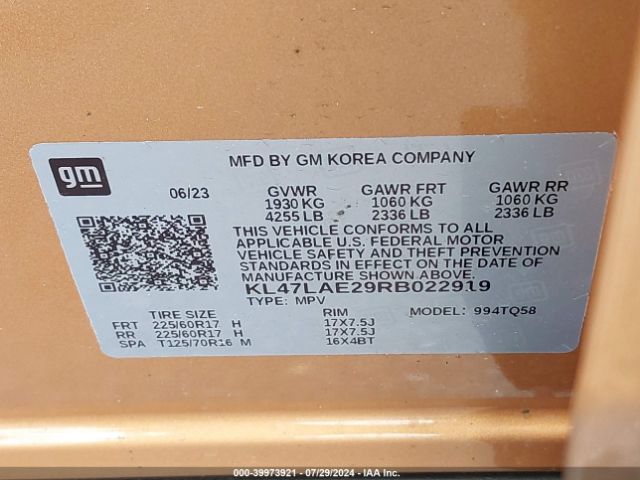 gm
MFD BY GM KOREA COMPANY
06/23 GVWR GAWR FRT GAWR RR
1930 KG 1060 KG 1060 KG
4255 LB 2336 LB 2336 LB
THIS VEHICLE CONFORMS TO ALL
APPLICABLE U.S. FEDERAL MOTOR
VEHICLE SAFETY AND THEFT PREVENTION
STANDARDS IN EFFECT ON THE DATE OF
MANUFACTURE SHOWN ABOVE.
KL47LAE29RB022919
TYPE: MPV MODEL: 994TQ58
TIRE SIZE RIM
FRT 225/60R17 H 17X7.5J
RR 225/60R17 H 17X7.5J
SPA T125/70R16 M 16X4BT
000-39973921 - 07/29/2024 - IAA Inc.